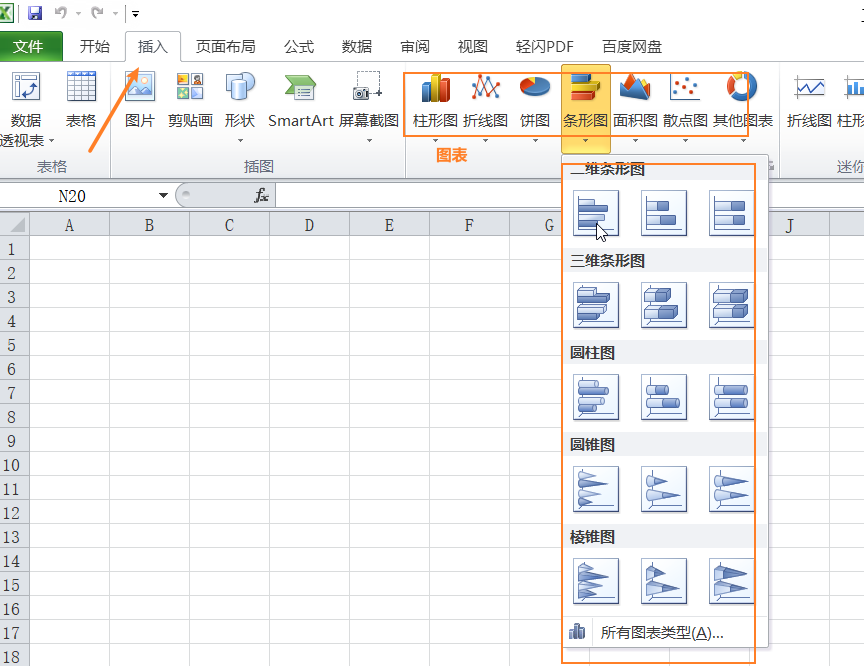 文件 开始 插入 页面布局 公式 数据 审阅 视图 轻闪PDF 百度网盘
数据 表格 图片 剪贴画 形状 SmartArt 屏幕截图 柱形图 折线图 饼图 条形图 面积图 散点图 其他图表 折线图 柱形
透视表
表格 插图 图表 迷你
N20 fx
二维条形图
A B C D E F G J
1
2
三维条形图
3
4
5
圆柱图
6
7
8
9
圆锥图
10
11
12
13
棱锥图
14
15
16
17
所有图表类型(A)...
18